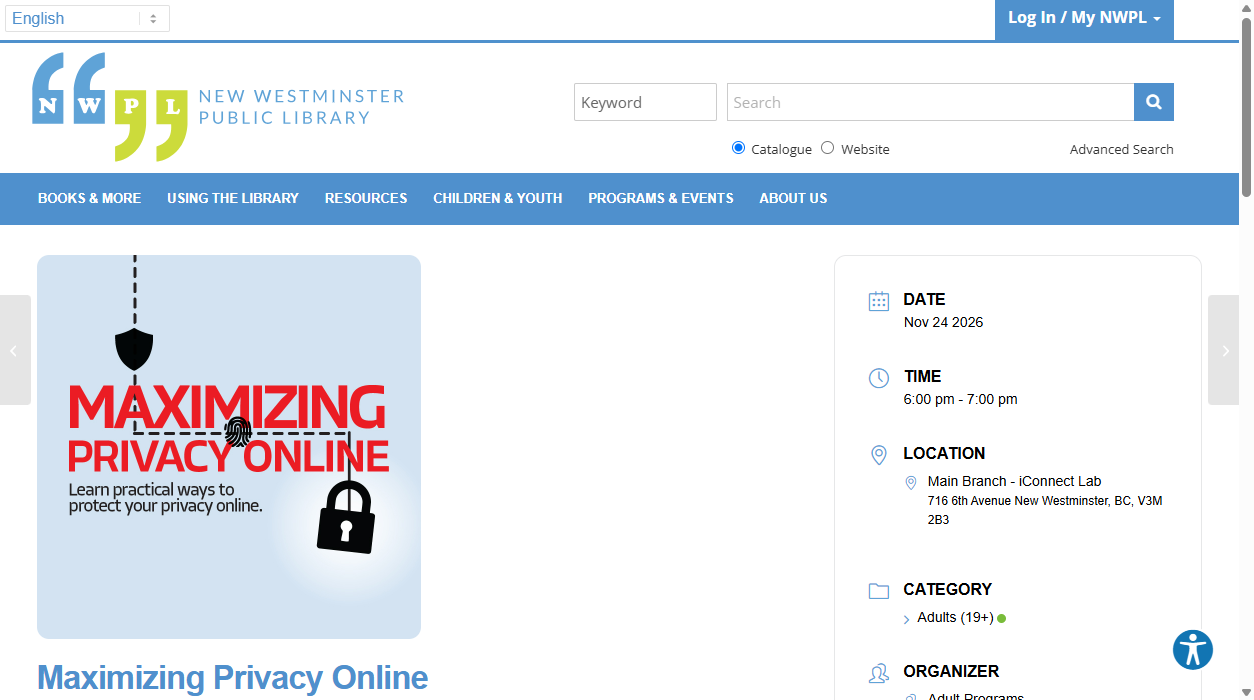 English
Log In / My NWPL
N W P L
NEW WESTMINSTER
PUBLIC LIBRARY
Keyword
Search
Catalogue
Website
Advanced Search
BOOKS & MORE
USING THE LIBRARY
RESOURCES
CHILDREN & YOUTH
PROGRAMS & EVENTS
ABOUT US
MAXIMIZING
PRIVACY ONLINE
Learn practical ways to
protect your privacy online.
Maximizing Privacy Online
DATE
Nov 24 2026
TIME
6:00 pm - 7:00 pm
LOCATION
Main Branch - iConnect Lab
716 6th Avenue New Westminster, BC, V3M
2B3
CATEGORY
Adults (19+)
ORGANIZER
Adult Programs